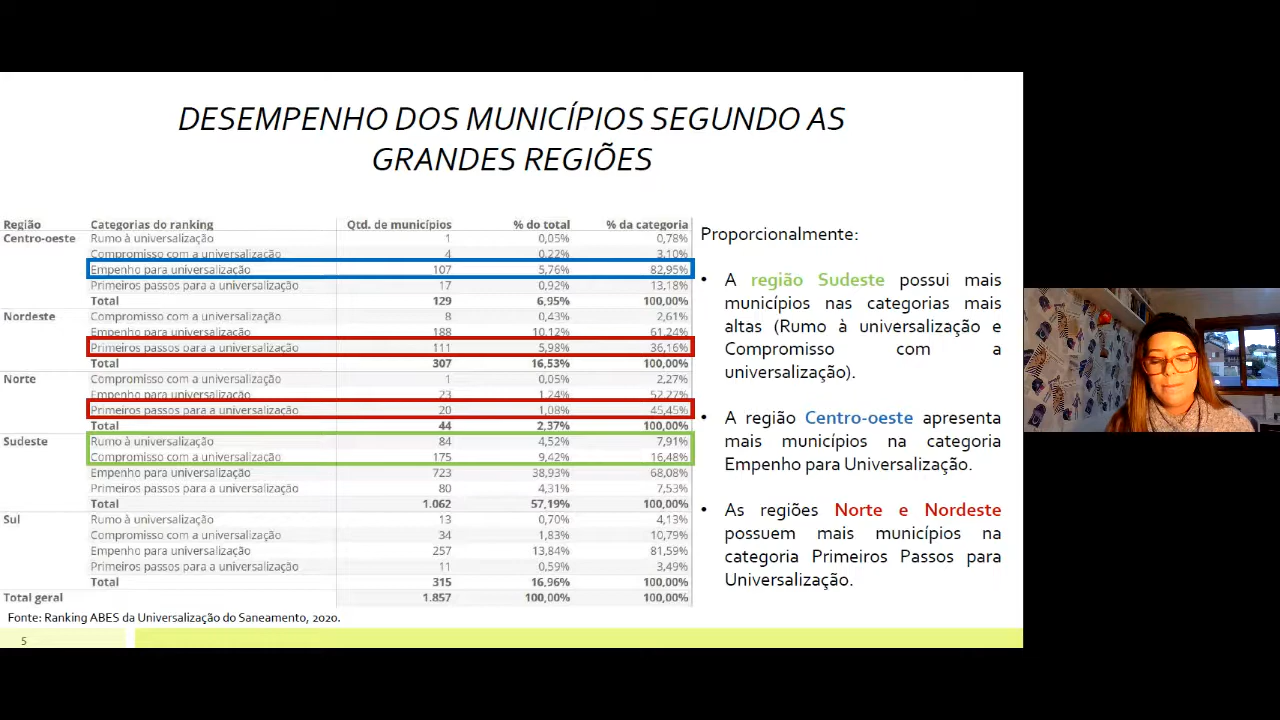 DESEMPENHO DOS MUNICÍPIOS SEGUNDO AS
GRANDES REGIÕES
Região Categorias do ranking Qtd. de municípios % do total % da categoria
Centro-oeste Rumo à universalização 1 0,05% 0,78%
Compromisso com a universalização 4 0,22% 3,10%
Empenho para universalização 107 5,76% 82,95%
Primeiros passos para a universalização 17 0,92% 13,18%
Total 129 6,95% 100,00%
Nordeste Compromisso com a universalização 8 0,43% 2,61%
Empenho para universalização 188 10,12% 61,24%
Primeiros passos para a universalização 111 5,98% 36,16%
Total 307 16,53% 100,00%
Norte Compromisso com a universalização 1 0,05% 2,27%
Empenho para universalização 23 1,24% 52,27%
Primeiros passos para a universalização 20 1,08% 45,45%
Total 44 2,37% 100,00%
Sudeste Rumo à universalização 84 4,52% 7,91%
Compromisso com a universalização 175 9,42% 16,48%
Empenho para universalização 723 38,93% 68,08%
Primeiros passos para a universalização 80 4,31% 7,53%
Total 1.062 57,19% 100,00%
Sul Rumo à universalização 13 0,70% 4,13%
Compromisso com a universalização 34 1,83% 10,79%
Empenho para universalização 257 13,84% 81,59%
Primeiros passos para a universalização 11 0,59% 3,49%
Total 315 16,96% 100,00%
Total geral 1.857 100,00% 100,00%
Fonte: Ranking ABES da Universalização do Saneamento, 2020.
Proporcionalmente:
• A região Sudeste possui mais
municípios nas categorias mais
altas (Rumo à universalização e
Compromisso com a
universalização).
• A região Centro-oeste apresenta
mais municípios na categoria
Empenho para Universalização.
• As regiões Norte e Nordeste
possuem mais municípios na
categoria Primeiros Passos para
Universalização.
5